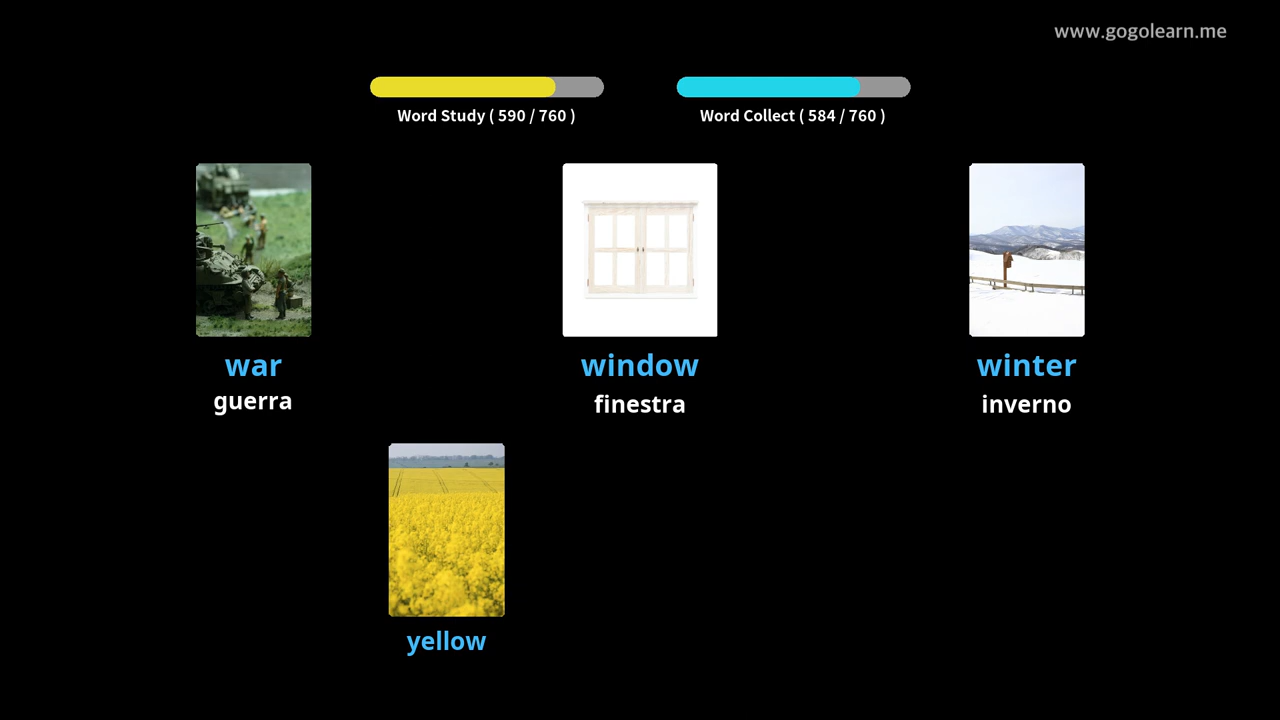 www.gogolearn.me
Word Study ( 590 / 760 )
Word Collect ( 584 / 760 )
war
guerra
window
finestra
winter
inverno
yellow